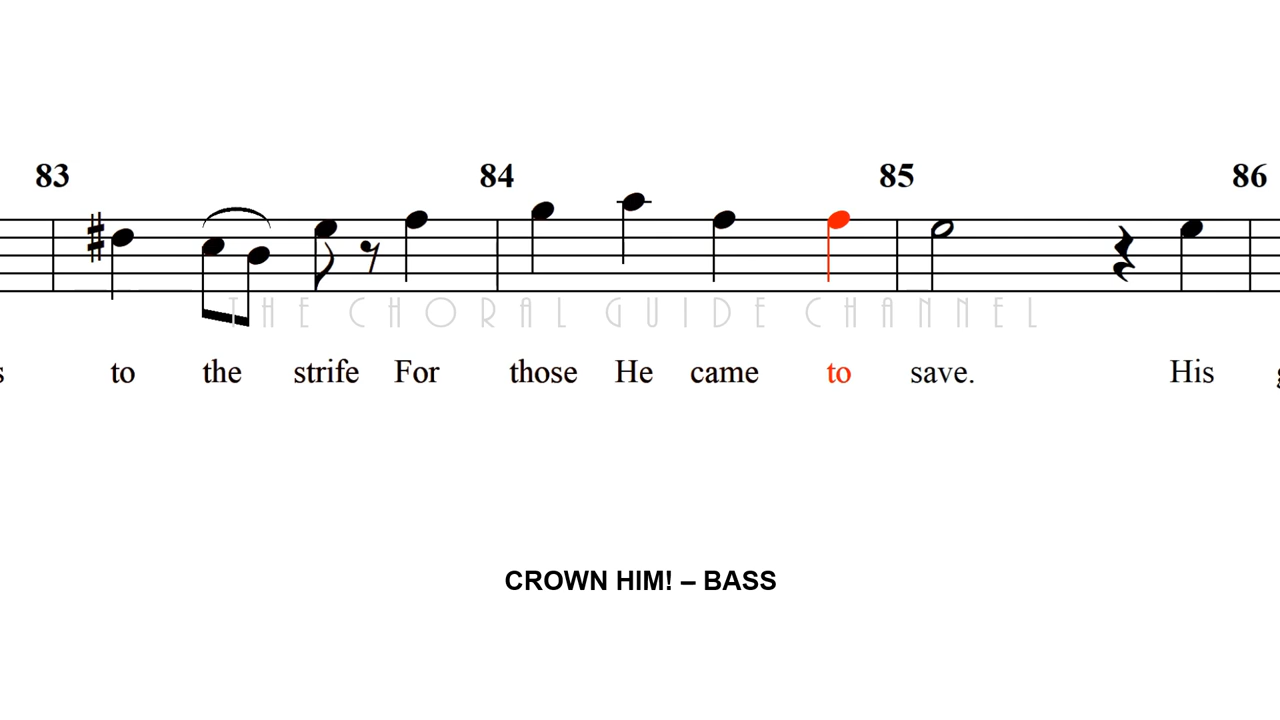 83 84 85 86
THE CHORAL GUIDE CHANNEL
to the strife For those He came to save. His
CROWN HIM! – BASS